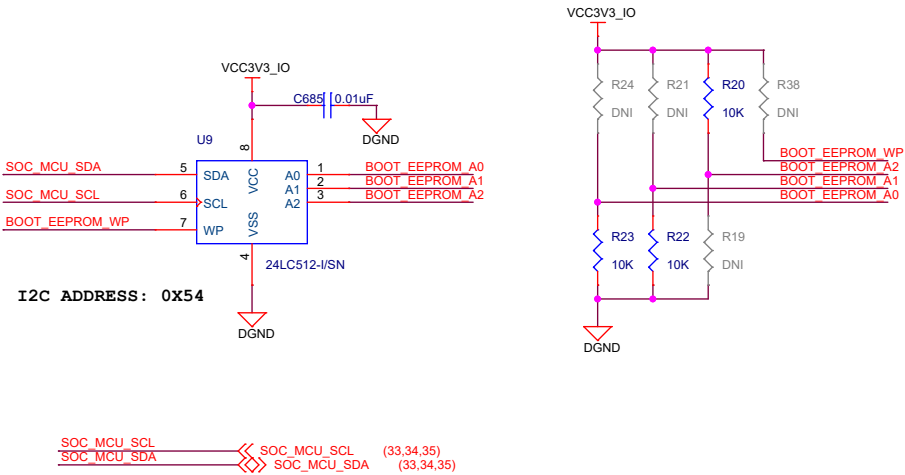 VCC3V3_IO
C685
0.01uF
DGND
U9
8
SOC_MCU_SDA
5
SDA
VCC
A0
1
BOOT_EEPROM_A0
A1
2
BOOT_EEPROM_A1
SOC_MCU_SCL
6
SCL
A2
3
BOOT_EEPROM_A2
BOOT_EEPROM_WP
7
WP
VSS
4
24LC512-I/SN
I2C ADDRESS: 0X54
DGND
VCC3V3_IO
R24
DNI
R21
DNI
R20
10K
R38
DNI
BOOT_EEPROM_WP
BOOT_EEPROM_A2
BOOT_EEPROM_A1
BOOT_EEPROM_A0
R23
10K
R22
10K
R19
DNI
DGND
SOC_MCU_SCL
SOC_MCU_SCL (33,34,35)
SOC_MCU_SDA
SOC_MCU_SDA (33,34,35)